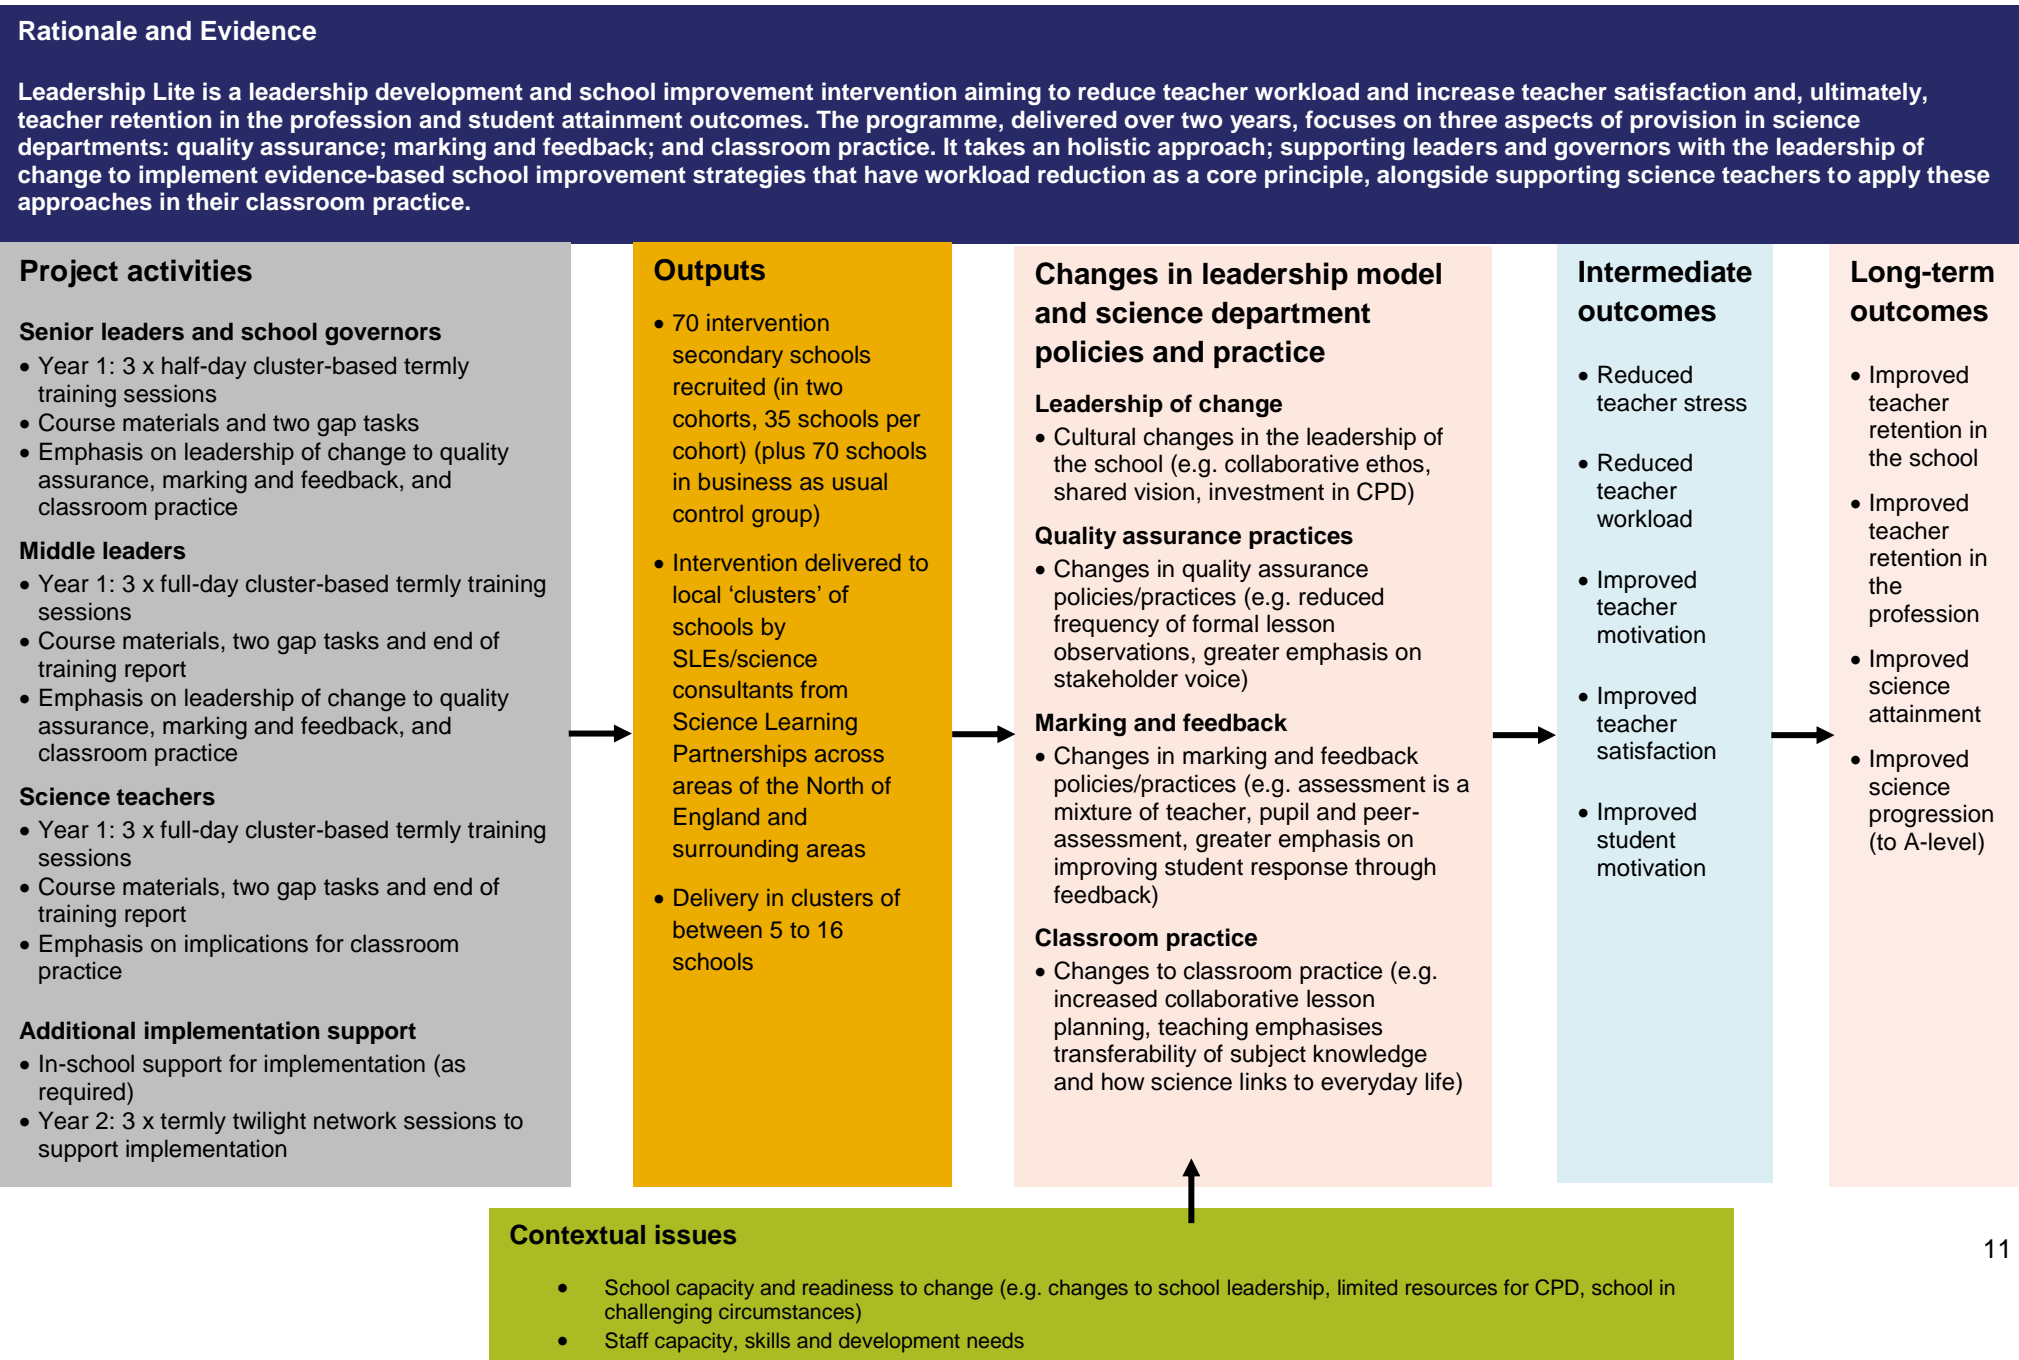 Rationale and Evidence
Leadership Lite is a leadership development and school improvement intervention aiming to reduce teacher workload and increase teacher satisfaction and, ultimately,
teacher retention in the profession and student attainment outcomes. The programme, delivered over two years, focuses on three aspects of provision in science
departments: quality assurance; marking and feedback; and classroom practice. It takes an holistic approach; supporting leaders and governors with the leadership of
change to implement evidence-based school improvement strategies that have workload reduction as a core principle, alongside supporting science teachers to apply these
approaches in their classroom practice.
Project activities
Senior leaders and school governors
• Year 1: 3 x half-day cluster-based termly
training sessions
• Course materials and two gap tasks
• Emphasis on leadership of change to quality
assurance, marking and feedback, and
classroom practice
Middle leaders
• Year 1: 3 x full-day cluster-based termly training
sessions
• Course materials, two gap tasks and end of
training report
• Emphasis on leadership of change to quality
assurance, marking and feedback, and
classroom practice
Science teachers
• Year 1: 3 x full-day cluster-based termly training
sessions
• Course materials, two gap tasks and end of
training report
• Emphasis on implications for classroom
practice
Additional implementation support
• In-school support for implementation (as
required)
• Year 2: 3 x termly twilight network sessions to
support implementation
Outputs
• 70 intervention
secondary schools
recruited (in two
cohorts, 35 schools per
cohort) (plus 70 schools
in business as usual
control group)
• Intervention delivered to
local ‘clusters’ of
schools by
SLEs/science
consultants from
Science Learning
Partnerships across
areas of the North of
England and
surrounding areas
• Delivery in clusters of
between 5 to 16
schools
Changes in leadership model
and science department
policies and practice
Leadership of change
• Cultural changes in the leadership of
the school (e.g. collaborative ethos,
shared vision, investment in CPD)
Quality assurance practices
• Changes in quality assurance
policies/practices (e.g. reduced
frequency of formal lesson
observations, greater emphasis on
stakeholder voice)
Marking and feedback
• Changes in marking and feedback
policies/practices (e.g. assessment is a
mixture of teacher, pupil and peer-
assessment, greater emphasis on
improving student response through
feedback)
Classroom practice
• Changes to classroom practice (e.g.
increased collaborative lesson
planning, teaching emphasises
transferability of subject knowledge
and how science links to everyday life)
Intermediate
outcomes
• Reduced
teacher stress
• Reduced
teacher
workload
• Improved
teacher
motivation
• Improved
teacher
satisfaction
• Improved
student
motivation
Long-term
outcomes
• Improved
teacher
retention in
the school
• Improved
teacher
retention in
the
profession
• Improved
science
attainment
• Improved
science
progression
(to A-level)
Contextual issues
• School capacity and readiness to change (e.g. changes to school leadership, limited resources for CPD, school in
challenging circumstances)
• Staff capacity, skills and development needs
11